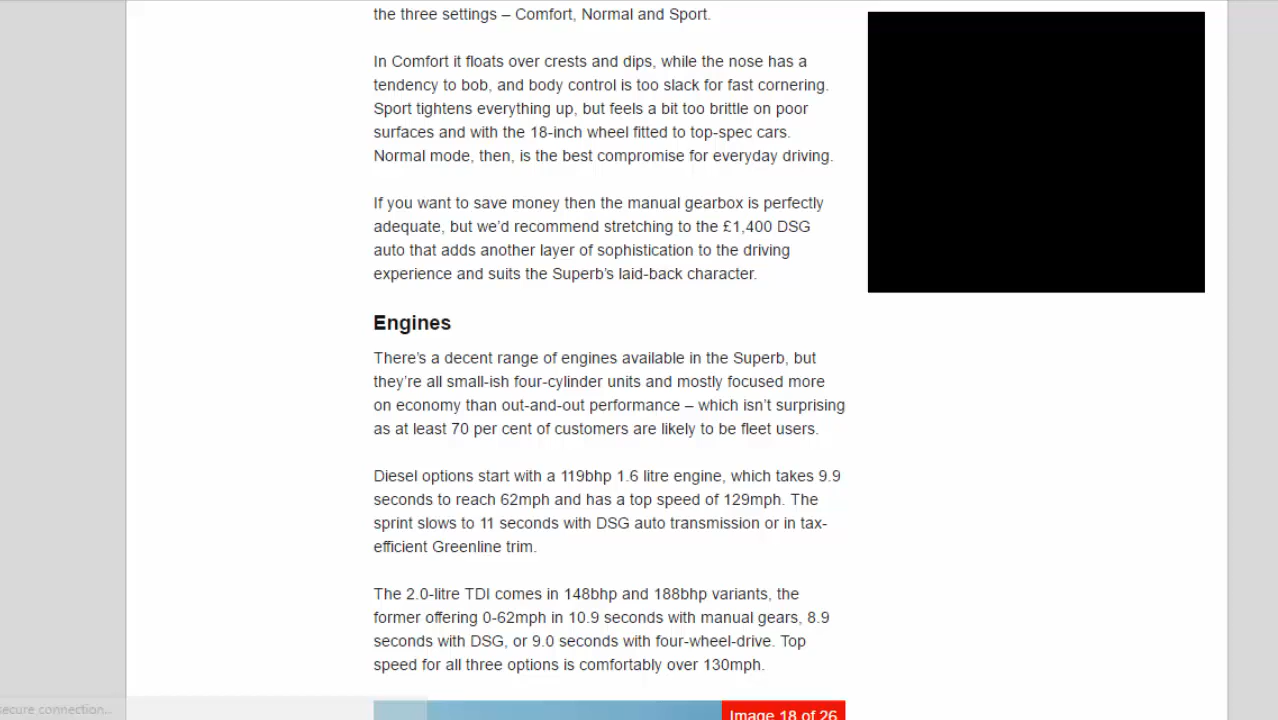 the three settings – Comfort, Normal and Sport.
In Comfort it floats over crests and dips, while the nose has a
tendency to bob, and body control is too slack for fast cornering.
Sport tightens everything up, but feels a bit too brittle on poor
surfaces and with the 18-inch wheel fitted to top-spec cars.
Normal mode, then, is the best compromise for everyday driving.
If you want to save money then the manual gearbox is perfectly
adequate, but we’d recommend stretching to the £1,400 DSG
auto that adds another layer of sophistication to the driving
experience and suits the Superb’s laid-back character.
Engines
There’s a decent range of engines available in the Superb, but
they’re all small-ish four-cylinder units and mostly focused more
on economy than out-and-out performance – which isn’t surprising
as at least 70 per cent of customers are likely to be fleet users.
Diesel options start with a 119bhp 1.6 litre engine, which takes 9.9
seconds to reach 62mph and has a top speed of 129mph. The
sprint slows to 11 seconds with DSG auto transmission or in tax-
efficient Greenline trim.
The 2.0-litre TDI comes in 148bhp and 188bhp variants, the
former offering 0-62mph in 10.9 seconds with manual gears, 8.9
seconds with DSG, or 9.0 seconds with four-wheel-drive. Top
speed for all three options is comfortably over 130mph.
secure connection...
Image 18 of 26